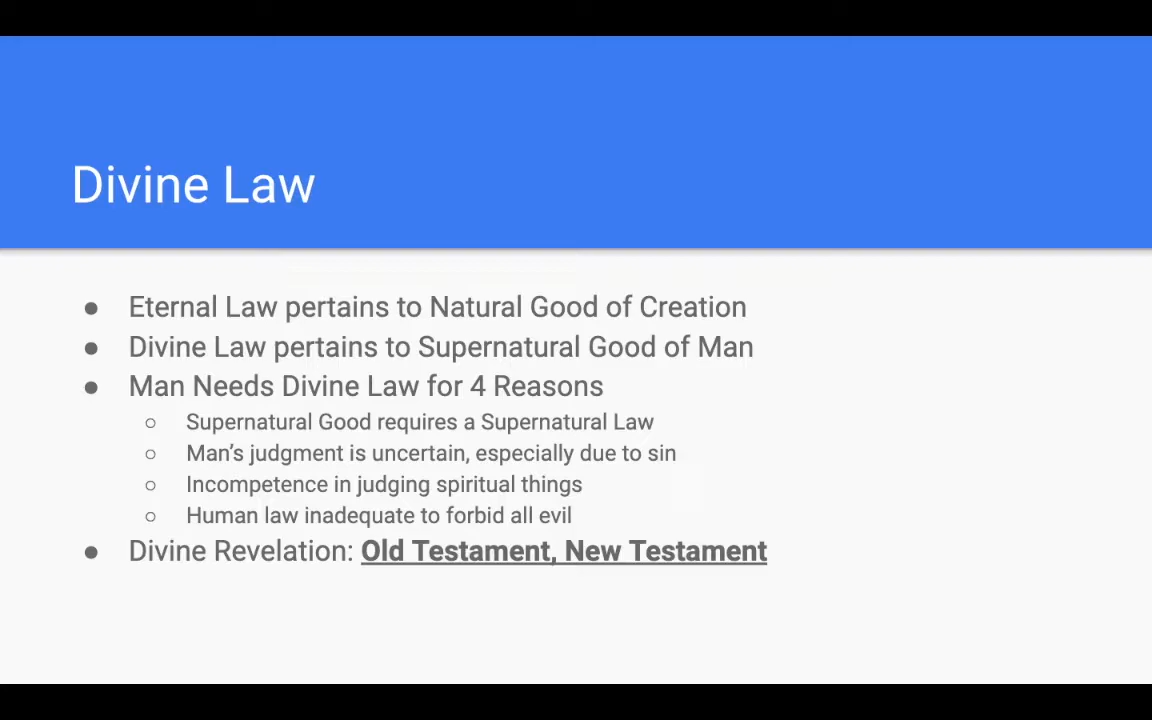 Divine Law
● Eternal Law pertains to Natural Good of Creation
● Divine Law pertains to Supernatural Good of Man
● Man Needs Divine Law for 4 Reasons
○ Supernatural Good requires a Supernatural Law
○ Man’s judgment is uncertain, especially due to sin
○ Incompetence in judging spiritual things
○ Human law inadequate to forbid all evil
● Divine Revelation: Old Testament, New Testament